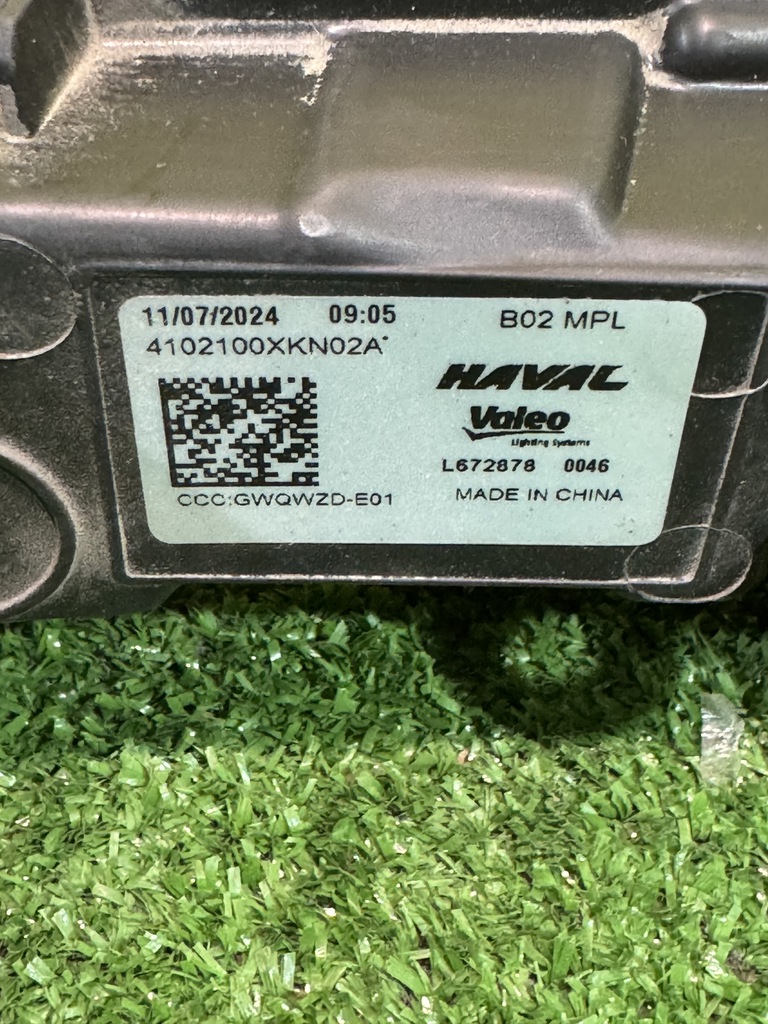 11/07/2024 09:05 B02 MPL
4102100XKN02A*
HAVAL
Valeo
Lighting Systems
L672878 0046
CCC:GWQWZD-E01 MADE IN CHINA